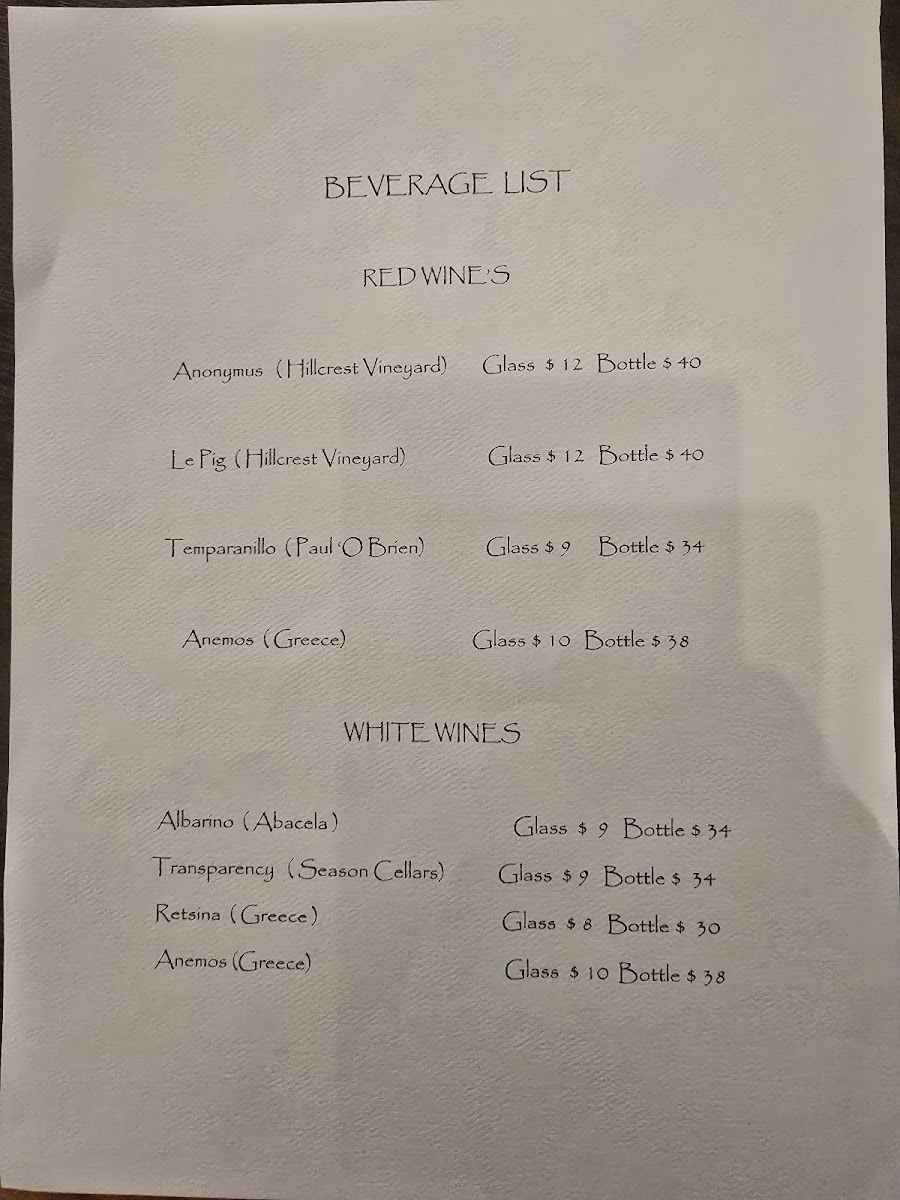 BEVERAGE LIST
RED WINE'S
Anonymus (Hillcrest Vineyard) Glass $ 12 Bottle $ 40
Le Pig (Hillcrest Vineyard) Glass $ 12 Bottle $ 40
Temparanillo (Paul 'O Brien) Glass $ 9 Bottle $ 34
Anemos (Greece) Glass $ 10 Bottle $ 38
WHITE WINES
Albarino (Abacela) Glass $ 9 Bottle $ 34
Transparency (Season Cellars) Glass $ 9 Bottle $ 34
Retsina (Greece) Glass $ 8 Bottle $ 30
Anemos (Greece) Glass $ 10 Bottle $ 38